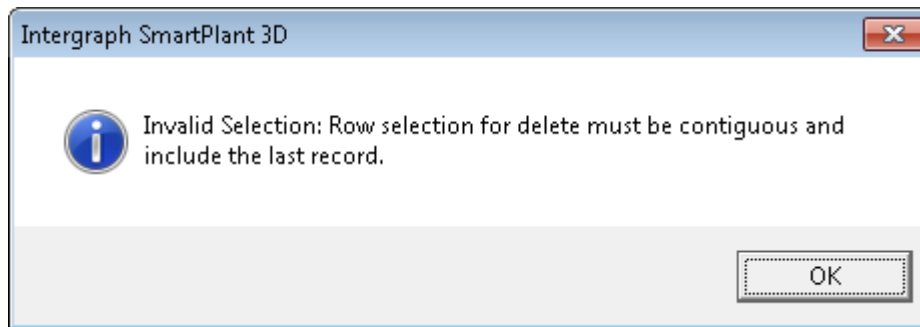 Intergraph SmartPlant 3D
Invalid Selection: Row selection for delete must be contiguous and
include the last record.
OK